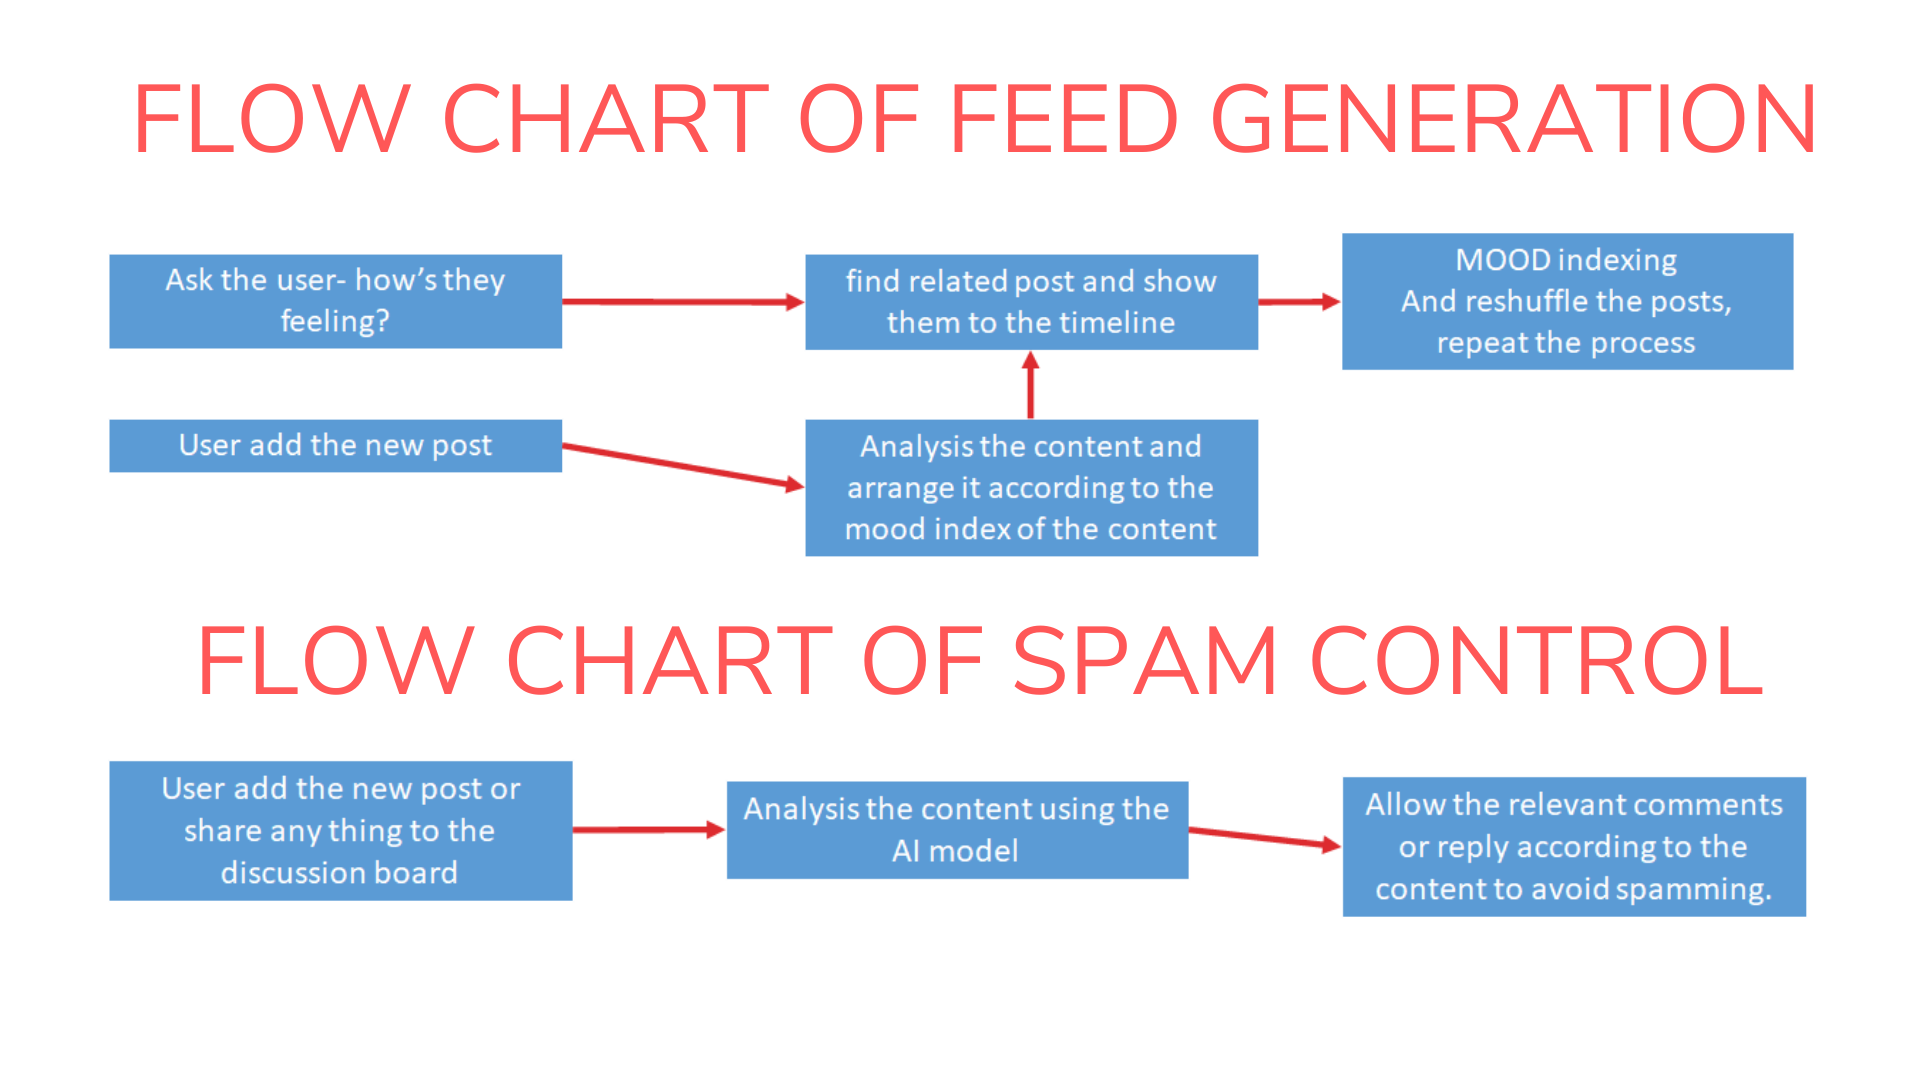 FLOW CHART OF FEED GENERATION
Ask the user- how's they
feeling?
find related post and show
them to the timeline
MOOD indexing
And reshuffle the posts,
repeat the process
User add the new post
Analysis the content and
arrange it according to the
mood index of the content
FLOW CHART OF SPAM CONTROL
User add the new post or
share any thing to the
discussion board
Analysis the content using the
AI model
Allow the relevant comments
or reply according to the
content to avoid spamming.